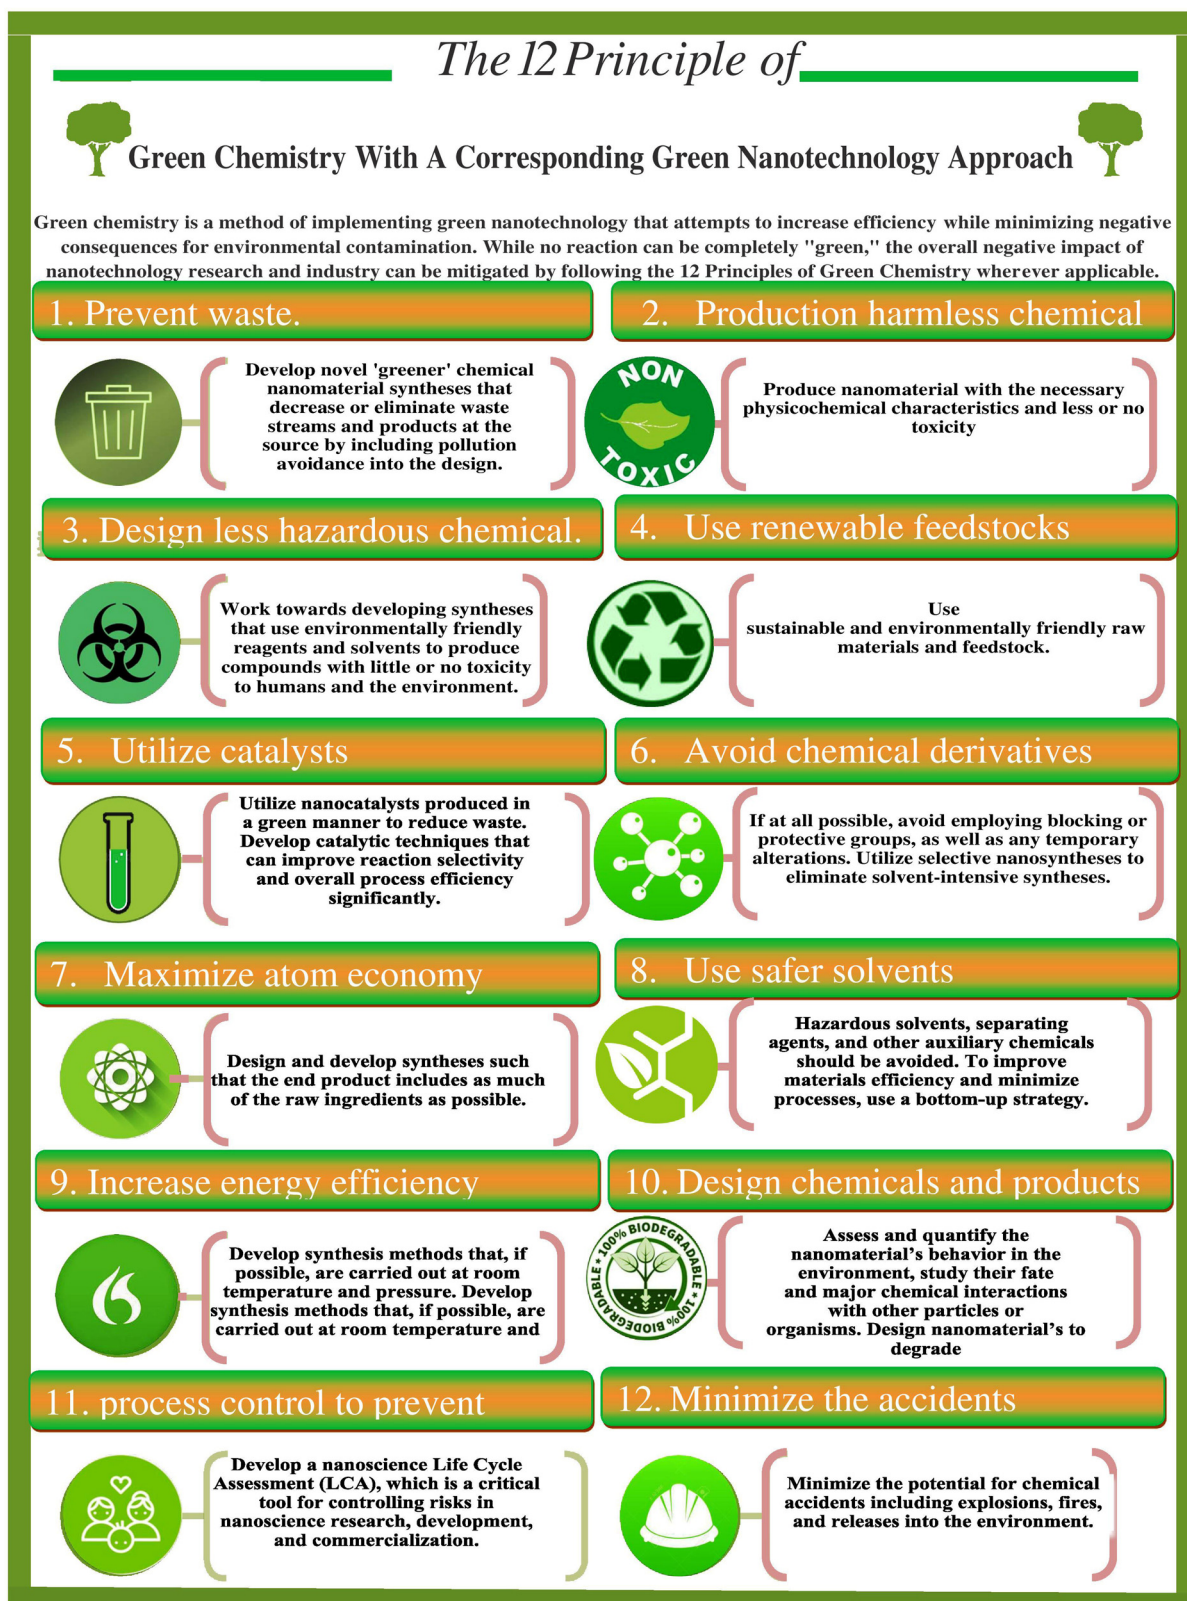 The 12 Principle of
Green Chemistry With A Corresponding Green Nanotechnology Approach
Green chemistry is a method of implementing green nanotechnology that attempts to increase efficiency while minimizing negative
consequences for environmental contamination. While no reaction can be completely "green," the overall negative impact of
nanotechnology research and industry can be mitigated by following the 12 Principles of Green Chemistry wherever applicable.
1. Prevent waste.
Develop novel 'greener' chemical
nanomaterial syntheses that
decrease or eliminate waste
streams and products at the
source by including pollution
avoidance into the design.
2. Production harmless chemical
NON
TOXIC
Produce nanomaterial with the necessary
physicochemical characteristics and less or no
toxicity
3. Design less hazardous chemical.
Work towards developing syntheses
that use environmentally friendly
reagents and solvents to produce
compounds with little or no toxicity
to humans and the environment.
4. Use renewable feedstocks
Use
sustainable and environmentally friendly raw
materials and feedstock.
5. Utilize catalysts
Utilize nanocatalysts produced in
a green manner to reduce waste.
Develop catalytic techniques that
can improve reaction selectivity
and overall process efficiency
significantly.
6. Avoid chemical derivatives
If at all possible, avoid employing blocking or
protective groups, as well as any temporary
alterations. Utilize selective nanosyntheses to
eliminate solvent-intensive syntheses.
7. Maximize atom economy
Design and develop syntheses such
that the end product includes as much
of the raw ingredients as possible.
8. Use safer solvents
Hazardous solvents, separating
agents, and other auxiliary chemicals
should be avoided. To improve
materials efficiency and minimize
processes, use a bottom-up strategy.
9. Increase energy efficiency
Develop synthesis methods that, if
possible, are carried out at room
temperature and pressure. Develop
synthesis methods that, if possible, are
carried out at room temperature and
10. Design chemicals and products
100% BIODEGRADABLE
100% BIODEGRADABLE
Assess and quantify the
nanomaterial’s behavior in the
environment, study their fate
and major chemical interactions
with other particles or
organisms. Design nanomaterial’s to
degrade
11. process control to prevent
Develop a nanoscience Life Cycle
Assessment (LCA), which is a critical
tool for controlling risks in
nanoscience research, development,
and commercialization.
12. Minimize the accidents
Minimize the potential for chemical
accidents including explosions, fires,
and releases into the environment.